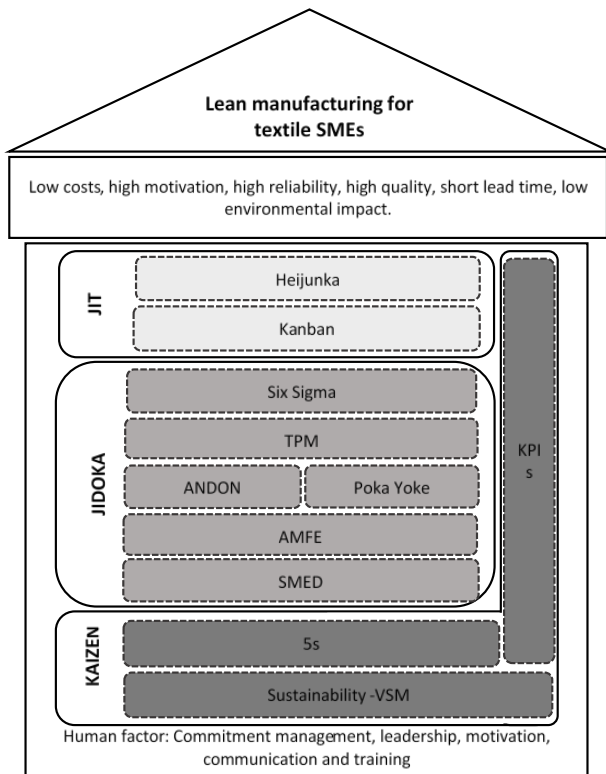 Lean manufacturing for
textile SMEs
Low costs, high motivation, high reliability, high quality, short lead time, low
environmental impact.
JIT
Heijunka
Kanban
JIDOKA
Six Sigma
TPM
ANDON
Poka Yoke
AMFE
SMED
KPI
s
KAIZEN
5s
Sustainability -VSM
Human factor: Commitment management, leadership, motivation,
communication and training